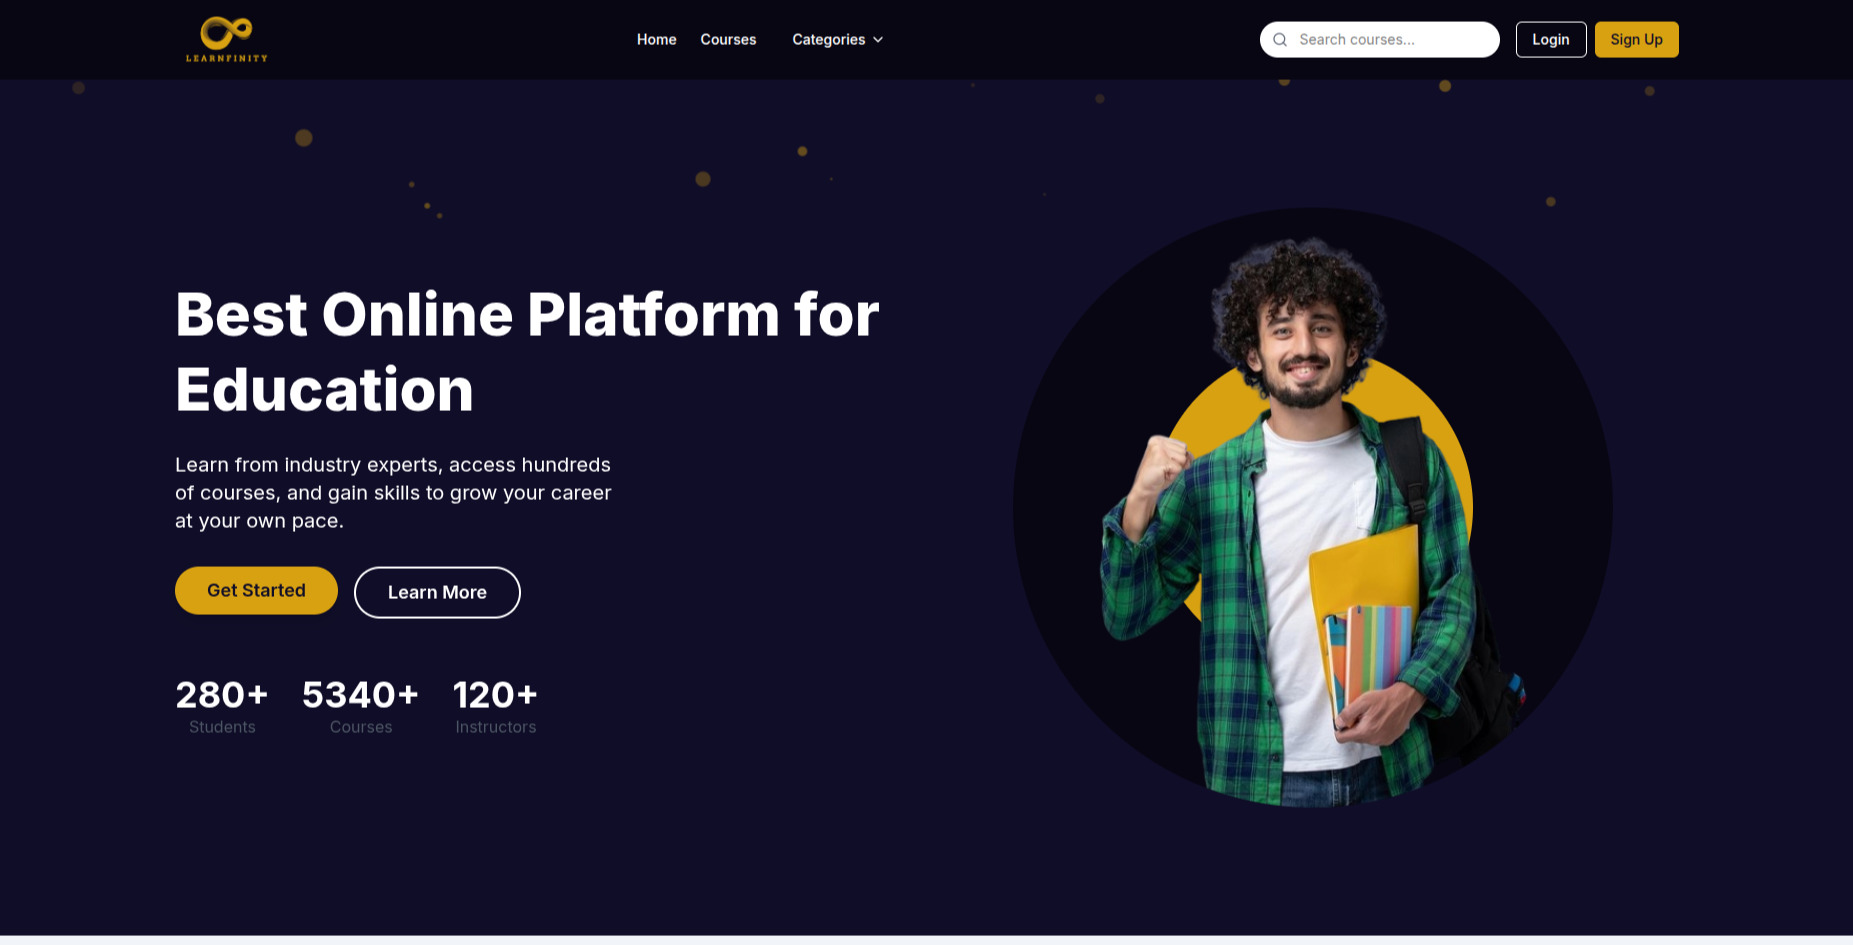 LEARNFINITY
Home
Courses
Categories
Search courses...
Login
Sign Up
Best Online Platform for
Education
Learn from industry experts, access hundreds
of courses, and gain skills to grow your career
at your own pace.
Get Started
Learn More
280+
Students
5340+
Courses
120+
Instructors